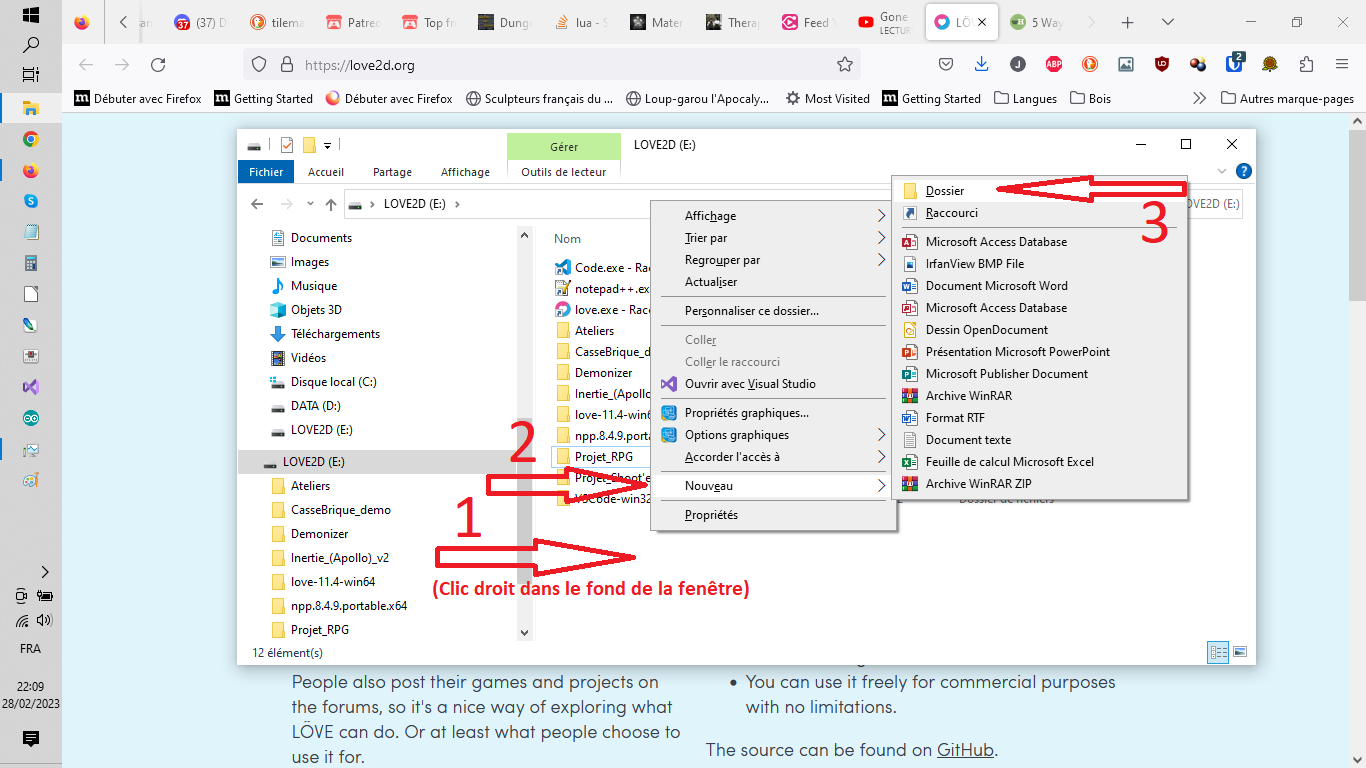 (37) D
tilema
Patreo
Top fr
Dunge
lua - S
Mater
Thera
Feed
Gone
LECTUR
LÖV
5 Way
https://love2d.org
2
Débuter avec Firefox
Getting Started
Débuter avec Firefox
Sculpteurs français du ...
Loup-garou l'Apocaly...
Most Visited
Getting Started
Langues
Bois
Autres marque-pages
Gérer
LOVE2D (E:)
Fichier
Accueil
Partage
Affichage
Outils de lecteur
LOVE2D (E:)
OVE2D (E:)
Documents
Images
Musique
Objets 3D
Téléchargements
Vidéos
Disque local (C:)
DATA (D:)
LOVE2D (E:)
LOVE2D (E:)
Ateliers
CasseBrique_demo
Demonizer
Inertie_(Apollo)_v2
love-11.4-win64
npp.8.4.9.portable.x64
Projet_RPG
12 élément(s)
Nom
Code.exe - Rac
notepad++.ex
love.exe - Racc
Ateliers
CasseBrique_d
Demonizer
Inertie_(Apollo
love-11.4-win6
npp.8.4.9.porta
Projet_RPG
Projet_Shoot'e
VSCode-win32
Dossier de fichiers
Affichage
Trier par
Regrouper par
Actualiser
Personnaliser ce dossier...
Coller
Coller le raccourci
Ouvrir avec Visual Studio
Propriétés graphiques...
Options graphiques
Accorder l'accès à
Nouveau
Propriétés
Dossier
Raccourci
Microsoft Access Database
IrfanView BMP File
Document Microsoft Word
Microsoft Access Database
Dessin OpenDocument
Présentation Microsoft PowerPoint
Microsoft Publisher Document
Archive WinRAR
Format RTF
Document texte
Feuille de calcul Microsoft Excel
Archive WinRAR ZIP
1
2
3
(Clic droit dans le fond de la fenêtre)
People also post their games and projects on
the forums, so it's a nice way of exploring what
LÖVE can do. Or at least what people choose to
use it for.
You can use it freely for commercial purposes
with no limitations.
The source can be found on GitHub.
FRA
22:09
28/02/2023